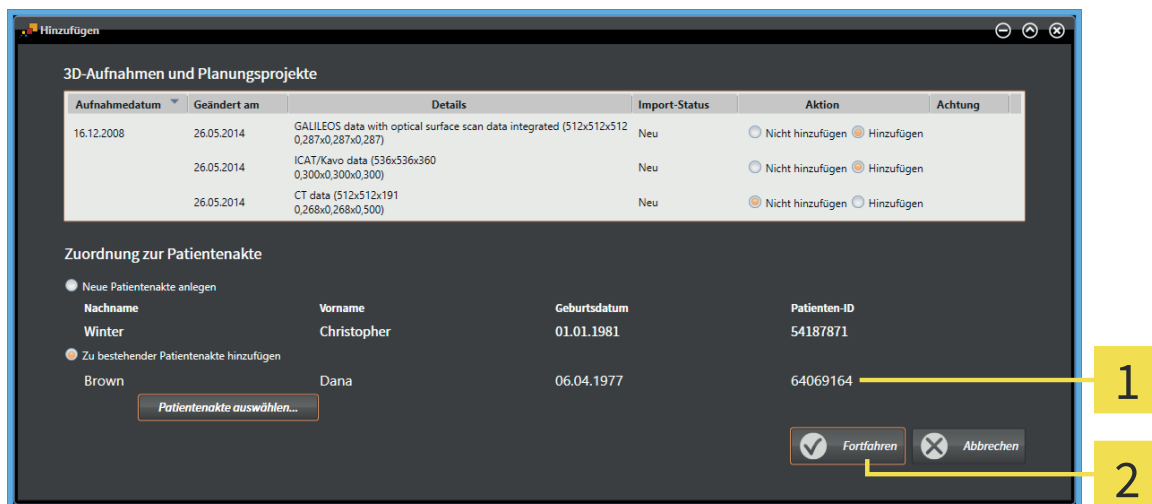 Hinzufügen
3D-Aufnahmen und Planungsprojekte
Aufnahmedatum Geändert am Details Import-Status Aktion Achtung
16.12.2008 26.05.2014 GALILEOS data with optical surface scan data integrated (512x512x512 Neu Nicht hinzufügen Hinzufügen
0,287x0,287x0,287)
26.05.2014 ICAT/Kavo data (536x536x360 Neu Nicht hinzufügen Hinzufügen
0,300x0,300x0,300)
26.05.2014 CT data (512x512x191 Neu Nicht hinzufügen Hinzufügen
0,268x0,268x0,500)
Zuordnung zur Patientenakte
Neue Patientenakte anlegen
Nachname Vorname Geburtsdatum Patienten-ID
Winter Christopher 01.01.1981 54187871
Zu bestehender Patientenakte hinzufügen
Brown Dana 06.04.1977 64069164 1
Patientenakte auswählen...
Fortfahren Abbrechen
2